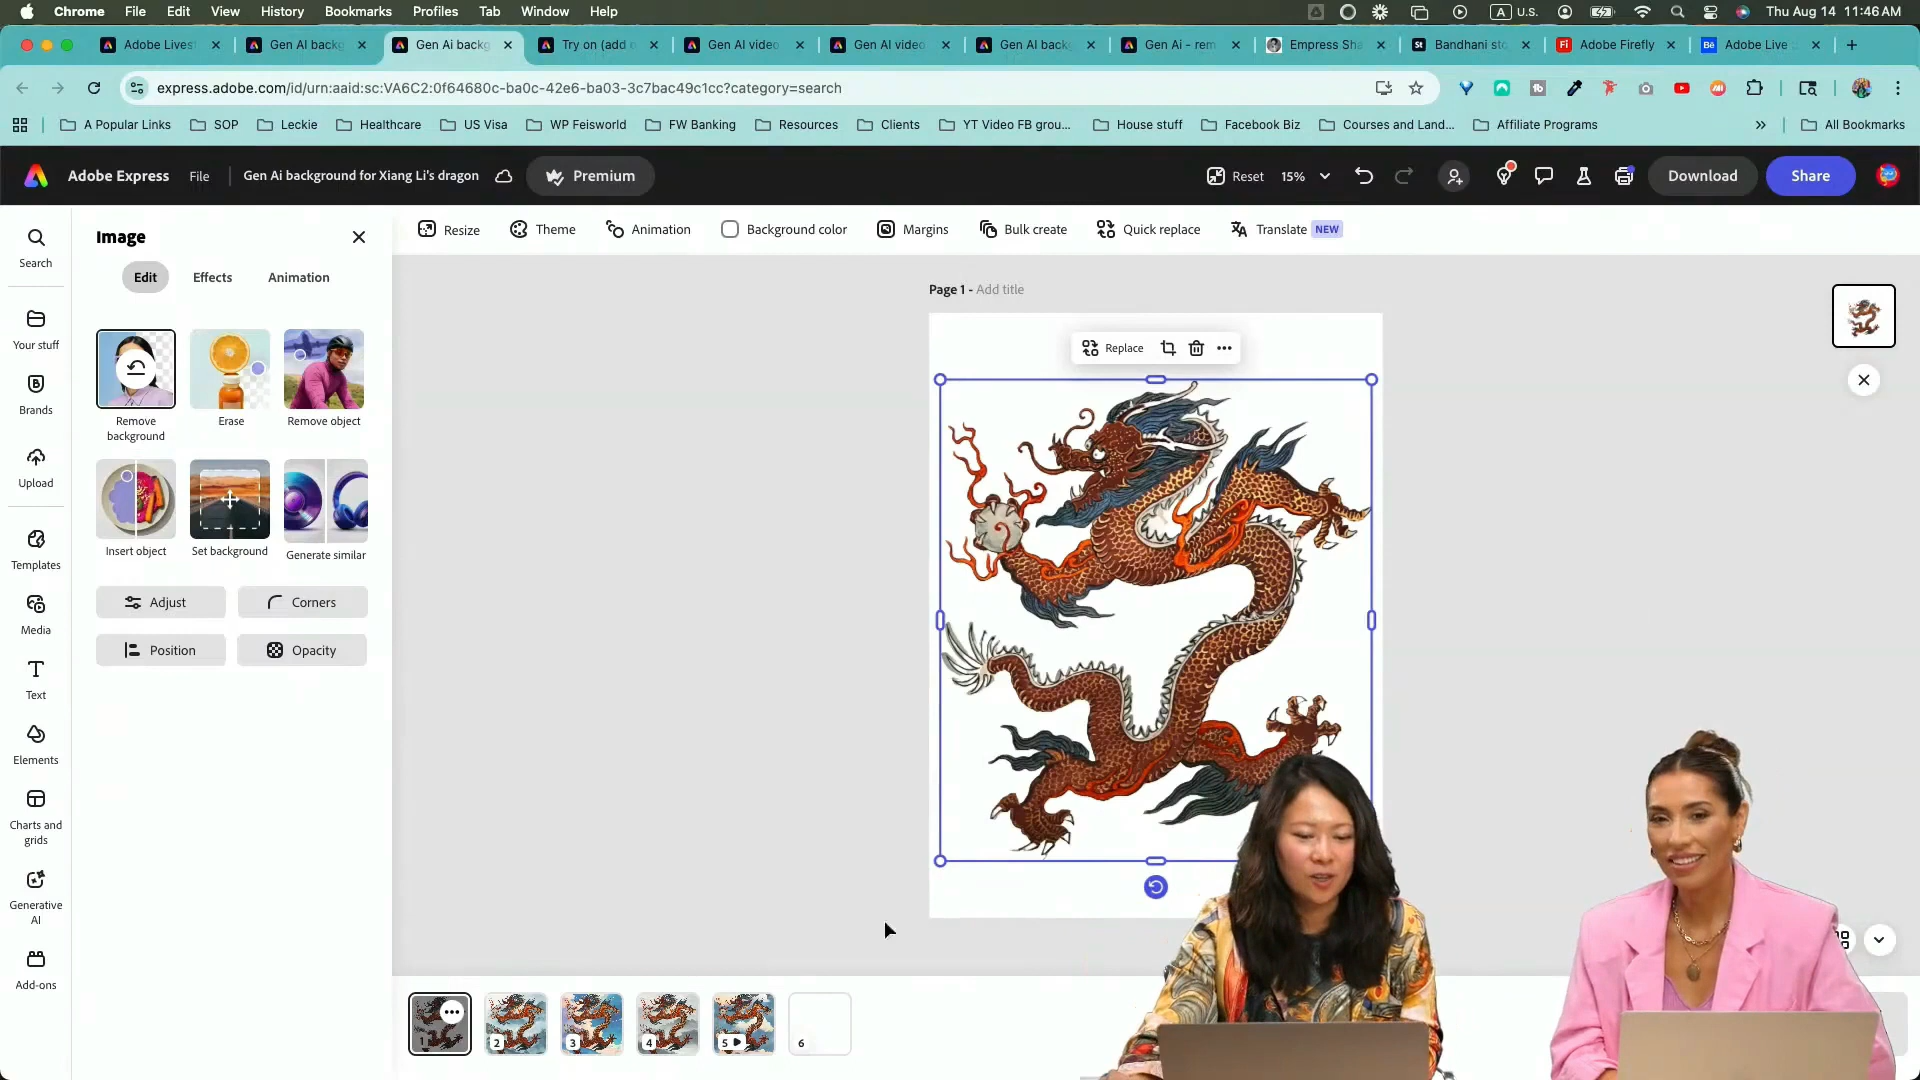 Chrome File Edit View History Bookmarks Profiles Tab Window Help A U.S. Thu Aug 14 11:46 AM
Adobe Lives Gen AI backg Gen Ai backg Try on (add o Gen AI video Gen AI video Gen AI back Gen Ai - rem Empress Sha Bandhani sto Adobe Firefly Adobe Live :
express.adobe.com/id/urn:aaid:sc:VA6C2:0f64680c-ba0c-42e6-ba03-3c7bac49c1cc?category=search
A Popular Links SOP Leckie Healthcare US Visa WP Feisworld FW Banking Resources Clients YT Video FB grou... House stuff Facebook Biz Courses and Land... Affiliate Programs » All Bookmarks
Adobe Express File Gen Ai background for Xiang Li's dragon Premium Reset 15% Download Share
Resize Theme Animation Background color Margins Bulk create Quick replace Translate NEW
Search
Your stuff
Brands
Upload
Templates
Media
Text
Elements
Charts and
grids
Generative
AI
Add-ons
Image
Edit Effects Animation
Remove
background
Erase
Remove object
Insert object
Set background
Generate similar
Adjust Corners
Position Opacity
Page 1 - Add title
Replace
1 2 3 4 5 6